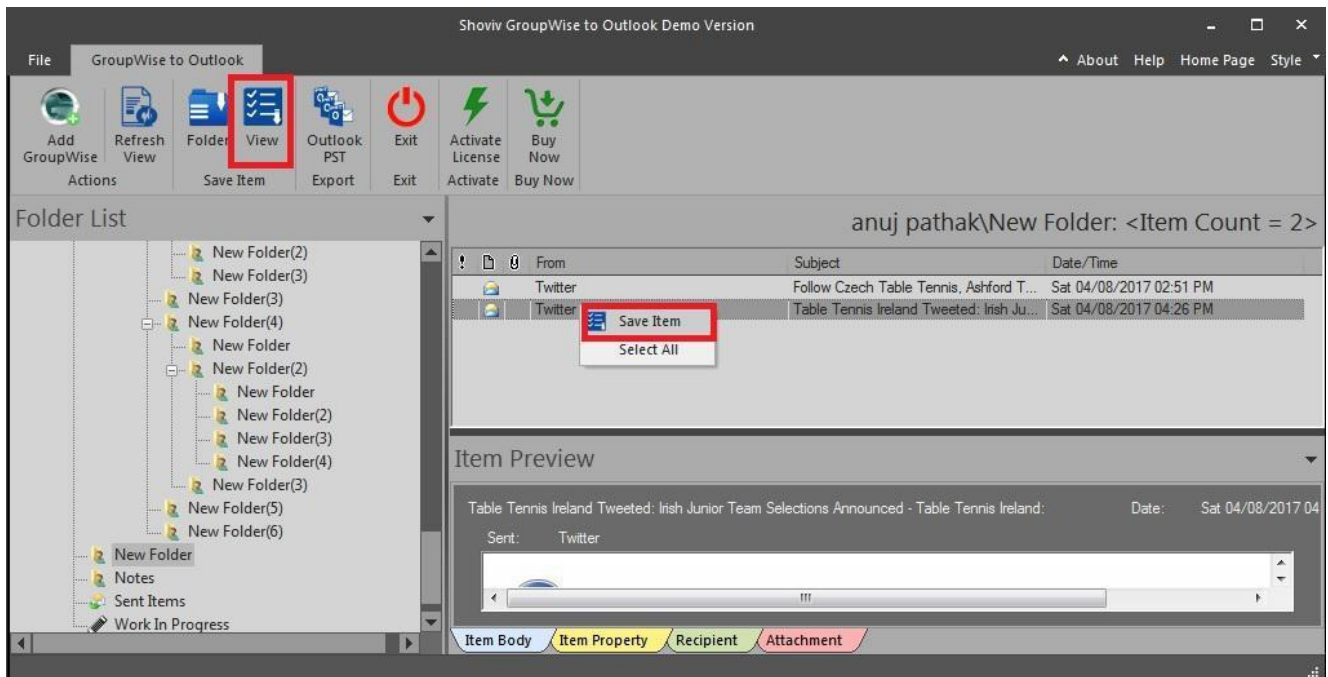 Shoviv GroupWise to Outlook Demo Version
File GroupWise to Outlook About Help Home Page Style
Add GroupWise
Refresh View
Folder
View
Outlook PST
Exit
Activate License
Buy Now
Actions Save Item Export Exit Activate Buy Now
Folder List
New Folder(2)
New Folder(3)
New Folder(3)
New Folder(4)
New Folder
New Folder(2)
New Folder
New Folder(2)
New Folder(3)
New Folder(4)
New Folder(3)
New Folder(5)
New Folder(6)
New Folder
Notes
Sent Items
Work In Progress
anuj pathak\New Folder: <Item Count = 2>
! From Subject Date/Time
Twitter Follow Czech Table Tennis, Ashford T... Sat 04/08/2017 02:51 PM
Twitter Table Tennis Ireland Tweeted: Irish Ju... Sat 04/08/2017 04:26 PM
Save Item
Select All
Item Preview
Table Tennis Ireland Tweeted: Irish Junior Team Selections Announced - Table Tennis Ireland: Date: Sat 04/08/2017 04
Sent: Twitter
Item Body Item Property Recipient Attachment